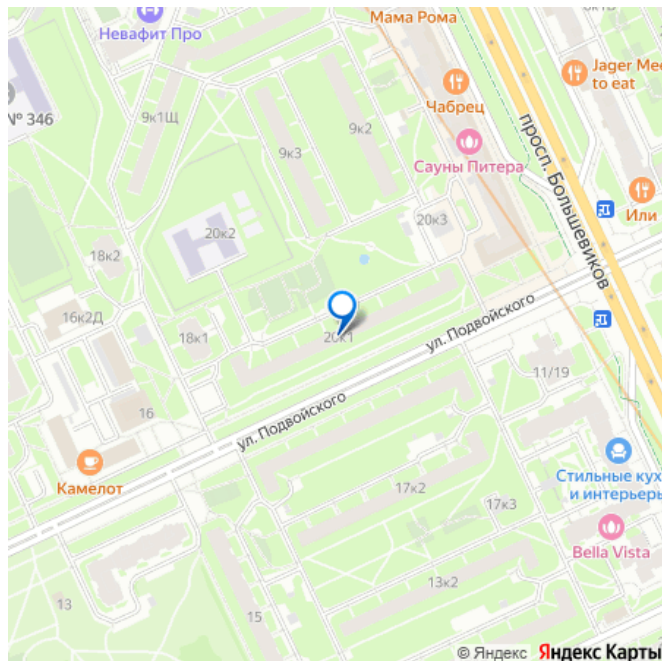 Невафит Про
Мама Рома
Jager Mee
to eat
Чабрец
№ 346
9к1Щ
9к2
9к3
Сауны Питера
просп. Большевиков
Или
20к2
20к3
18к2
16к2Д
18к1
20к1
ул. Подвойского
11/19
16
ул. Подвойского
Камелот
Стильные кух
и интерьеры
17к2
17к3
Bella Vista
13к2
13
15
© Яндекс Яндекс Карты